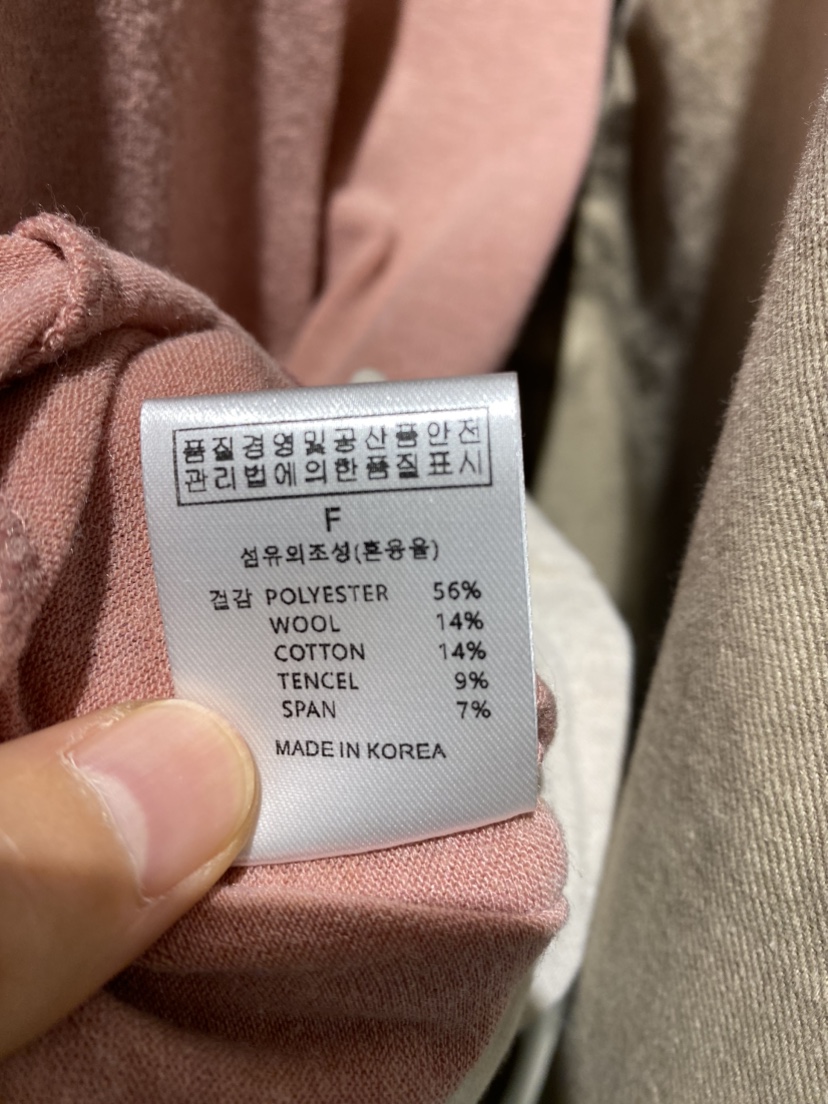 품질경영및공산품안전
관리법에의한품질표시
F
섬유의조성(혼용율)
겉감 POLYESTER 56%
WOOL 14%
COTTON 14%
TENCEL 9%
SPAN 7%
MADE IN KOREA